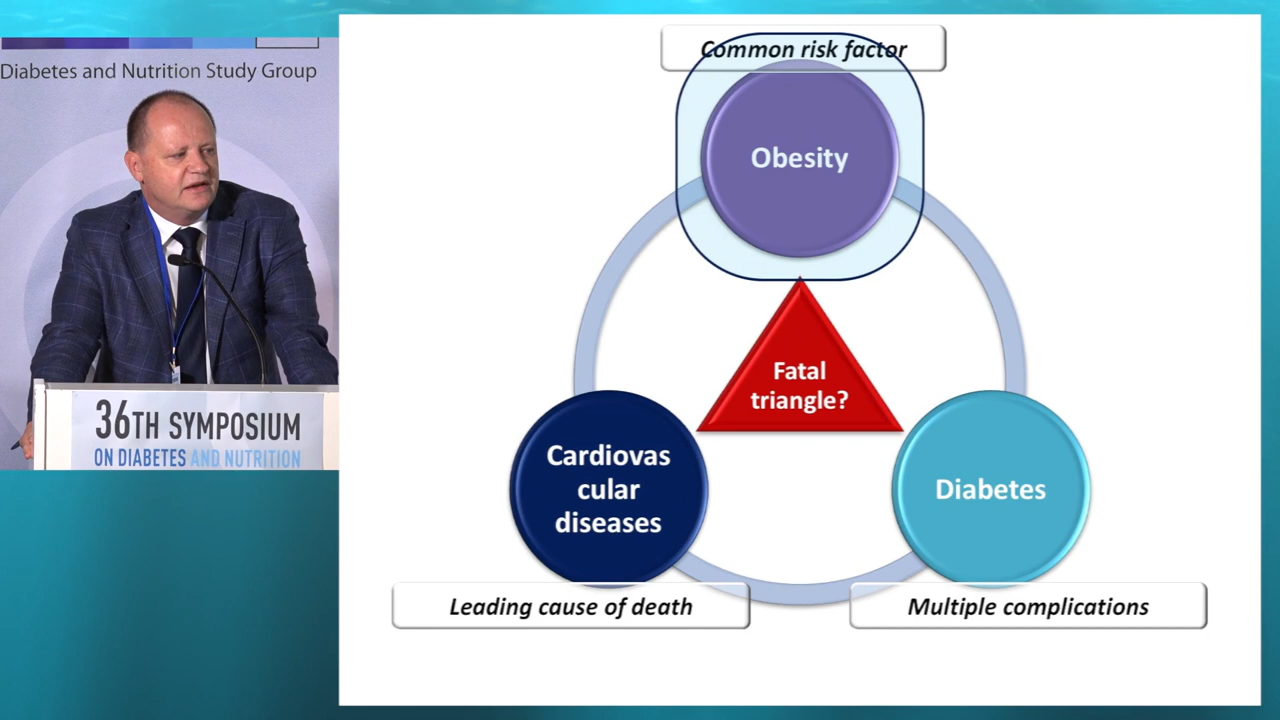 Diabetes and Nutrition Study Group
36TH SYMPOSIUM
ON DIABETES AND NUTRITION
Common risk factor
Obesity
Fatal
triangle?
Cardiovas
cular
diseases
Diabetes
Leading cause of death
Multiple complications